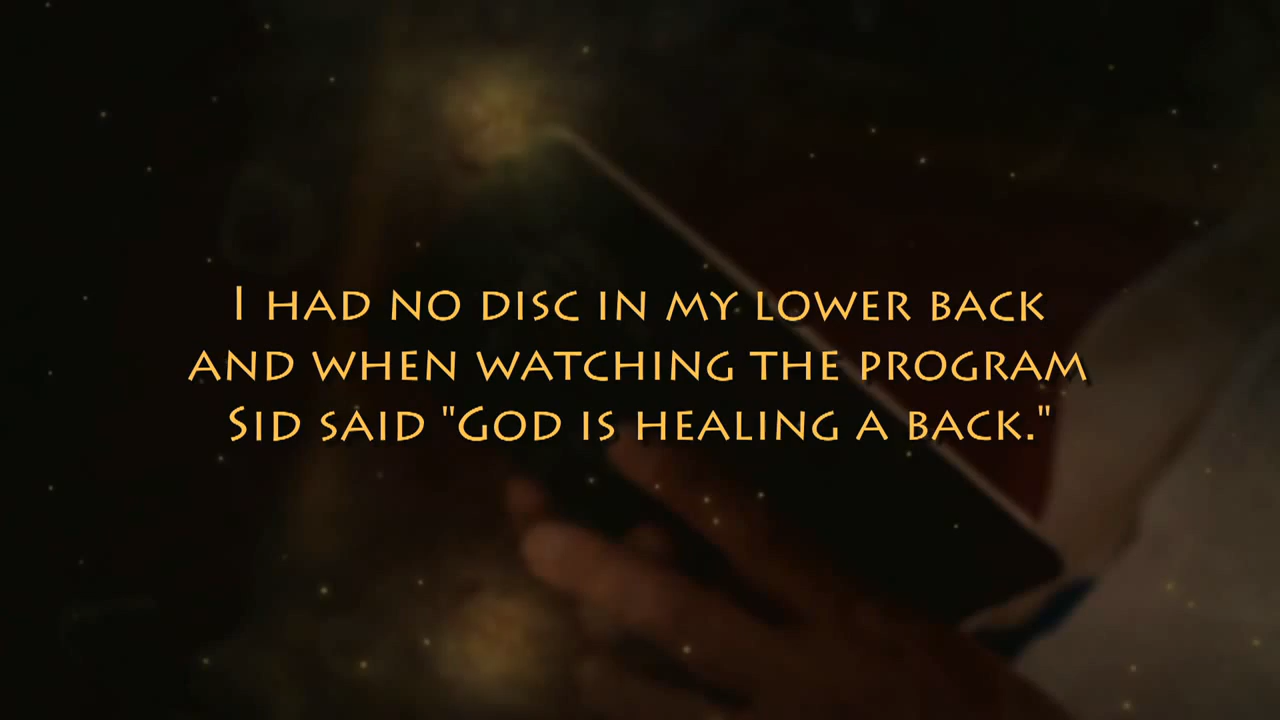 I had no disc in my lower back
and when watching the program
Sid said "God is healing a back."